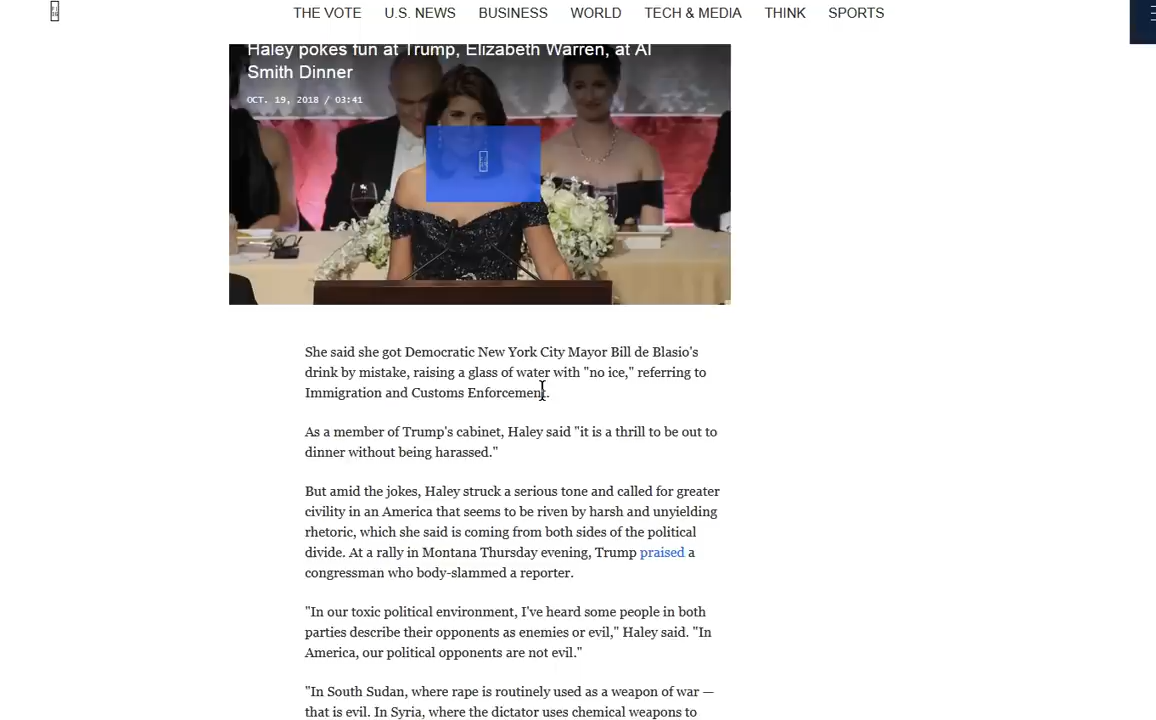 THE VOTE U.S. NEWS BUSINESS WORLD TECH & MEDIA THINK SPORTS
Haley pokes fun at Trump, Elizabeth Warren, at Al
Smith Dinner
OCT. 19, 2018 / 03:41
She said she got Democratic New York City Mayor Bill de Blasio's
drink by mistake, raising a glass of water with "no ice," referring to
Immigration and Customs Enforcement.
As a member of Trump's cabinet, Haley said "it is a thrill to be out to
dinner without being harassed."
But amid the jokes, Haley struck a serious tone and called for greater
civility in an America that seems to be riven by harsh and unyielding
rhetoric, which she said is coming from both sides of the political
divide. At a rally in Montana Thursday evening, Trump praised a
congressman who body-slammed a reporter.
"In our toxic political environment, I've heard some people in both
parties describe their opponents as enemies or evil," Haley said. "In
America, our political opponents are not evil."
"In South Sudan, where rape is routinely used as a weapon of war —
that is evil. In Syria, where the dictator uses chemical weapons to